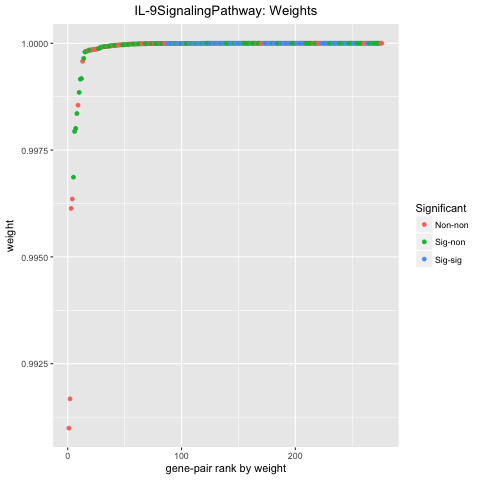 IL-9SignalingPathway: Weights
1.0000
0.9975
0.9950
0.9925
weight
0
100
200
gene-pair rank by weight
Significant
Non-non
Sig-non
Sig-sig